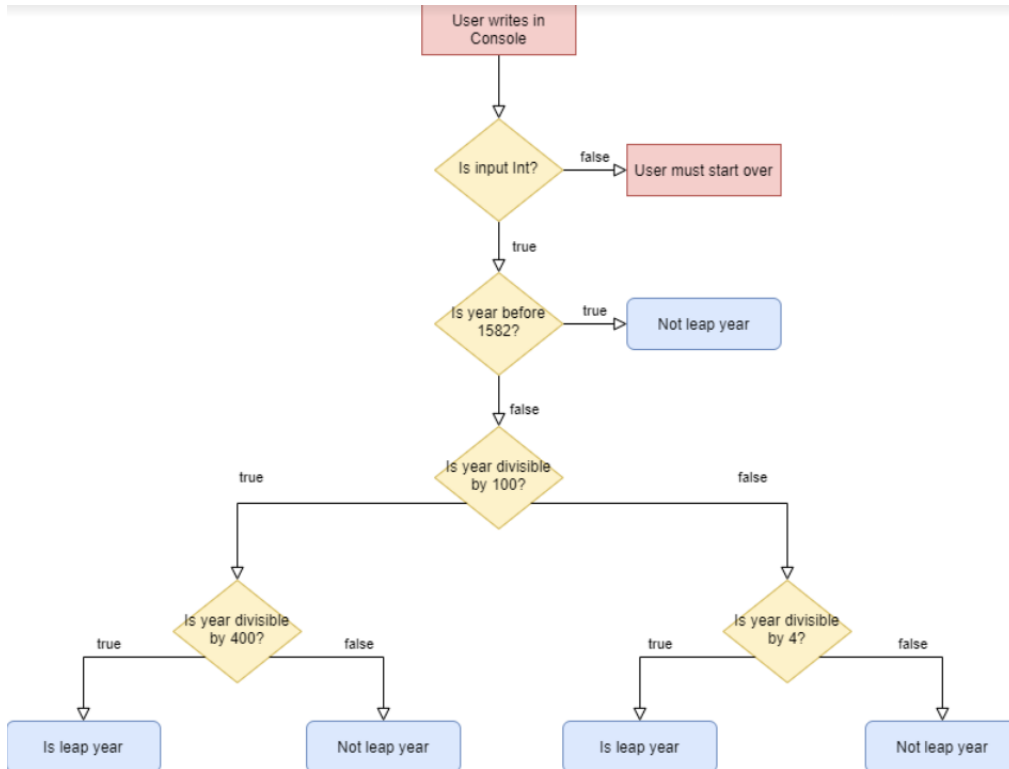 User writes in
Console
Is input Int?
false
User must start over
true
Is year before
1582?
true
Not leap year
false
Is year divisible
by 100?
true
false
Is year divisible
by 400?
true
false
Is year divisible
by 4?
true
false
Is leap year
Not leap year
Is leap year
Not leap year